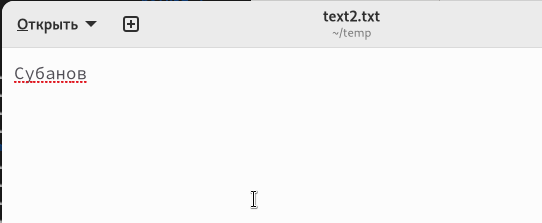 Открыть
text2.txt
~/temp
Субанов